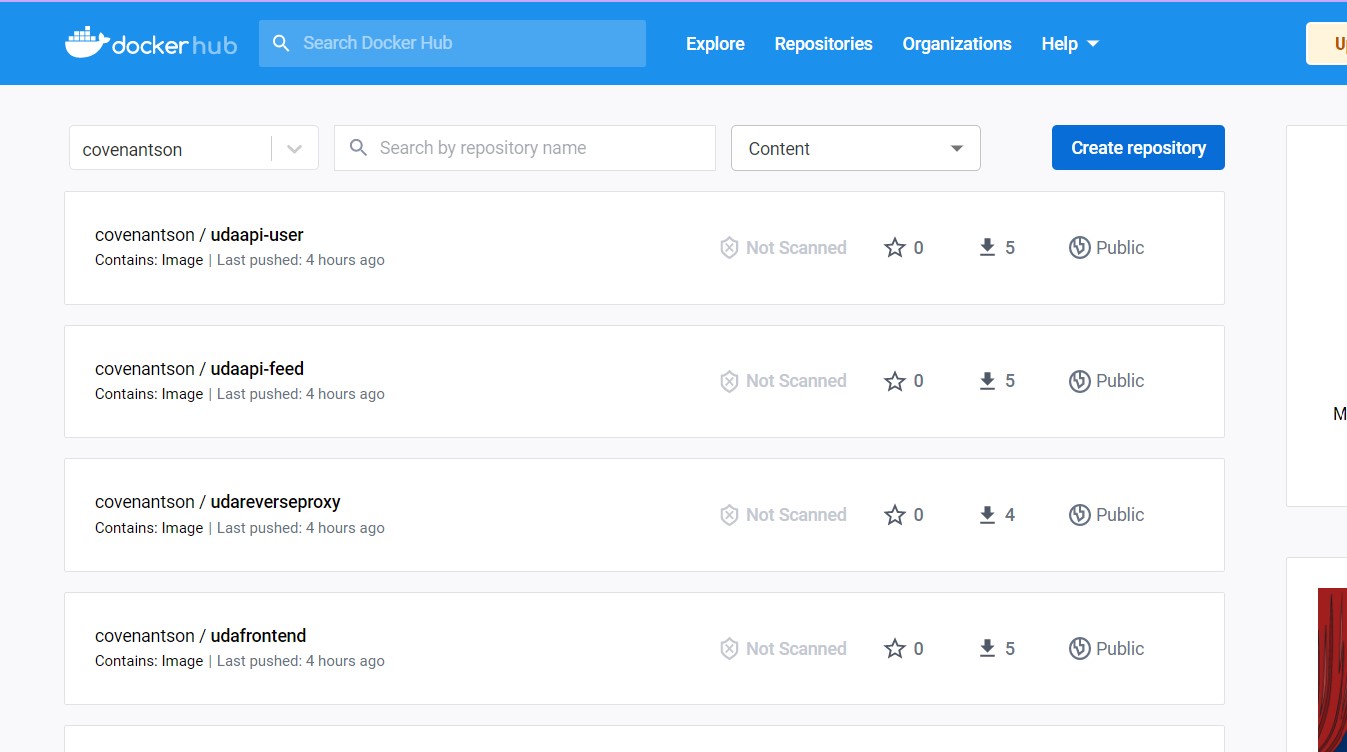 dockerhub
Search Docker Hub
Explore
Repositories
Organizations
Help
covenantson
Search by repository name
Content
Create repository
covenantson / udaapi-user
Contains: Image | Last pushed: 4 hours ago
Not Scanned
0
5
Public
covenantson / udaapi-feed
Contains: Image | Last pushed: 4 hours ago
Not Scanned
0
5
Public
covenantson / udareverseproxy
Contains: Image | Last pushed: 4 hours ago
Not Scanned
0
4
Public
covenantson / udafrontend
Contains: Image | Last pushed: 4 hours ago
Not Scanned
0
5
Public